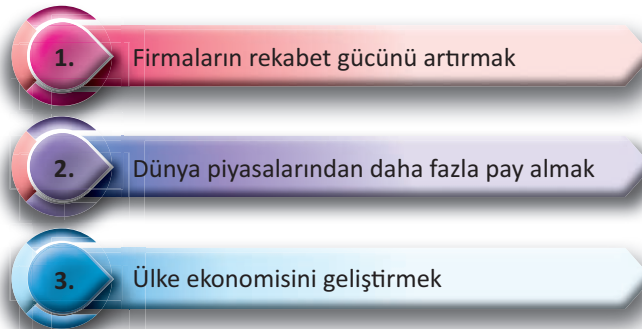 1. Firmaların rekabet gücünü artırmak
2. Dünya piyasalarından daha fazla pay almak
3. Ülke ekonomisini geliştirmek